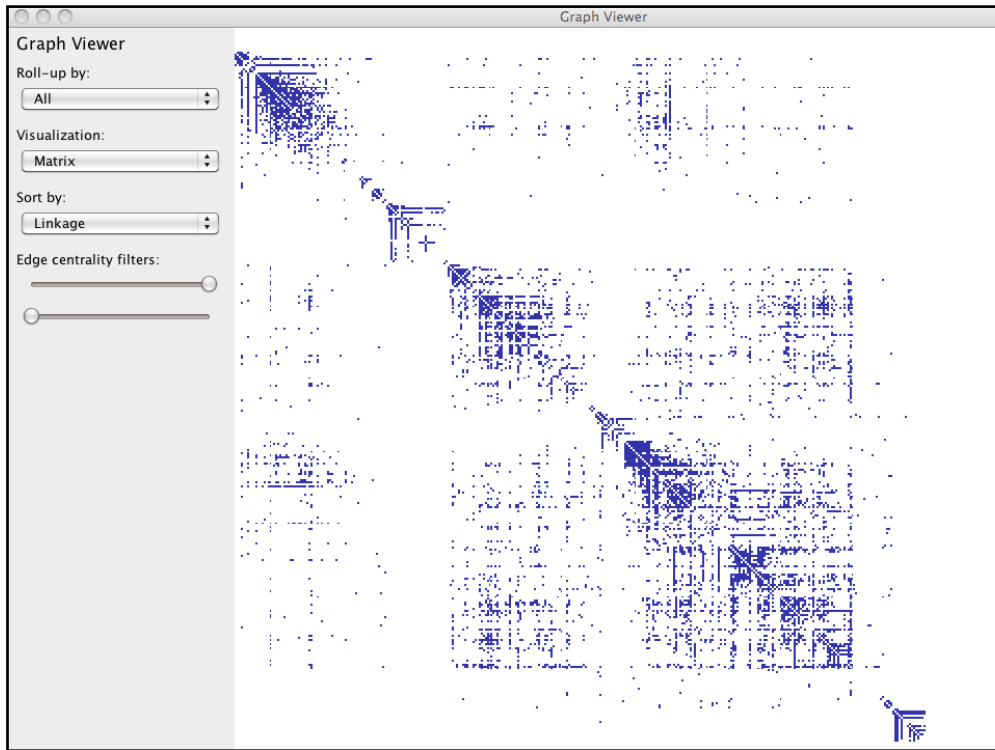 Graph Viewer
Graph Viewer
Roll-up by:
All
Visualization:
Matrix
Sort by:
Linkage
Edge centrality filters: